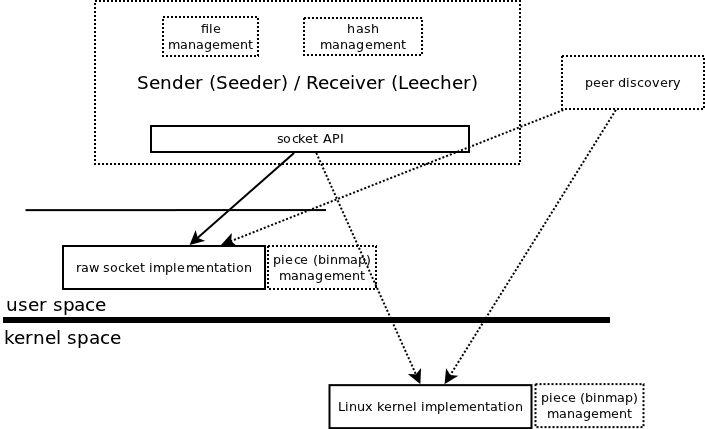 file
management
hash
management
Sender (Seeder) / Receiver (Leecher)
peer discovery
socket API
raw socket implementation
piece (binmap)
management
user space
kernel space
Linux kernel implementation
piece (binmap)
management